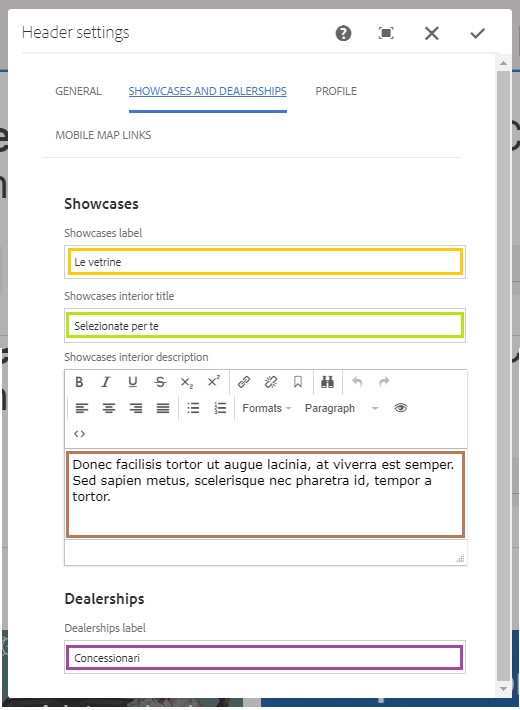 Header settings
GENERAL
SHOWCASES AND DEALERSHIPS
PROFILE
MOBILE MAP LINKS
Showcases
Showcases label
Le vetrine
Showcases interior title
Selezionate per te
Showcases interior description
B I U S X₂ X²
Formats Paragraph
Donec facilisis tortor ut augue lacinia, at viverra est semper.
Sed sapien metus, scelerisque nec pharetra id, tempor a
tortor.
Dealerships
Dealerships label
Concessionari